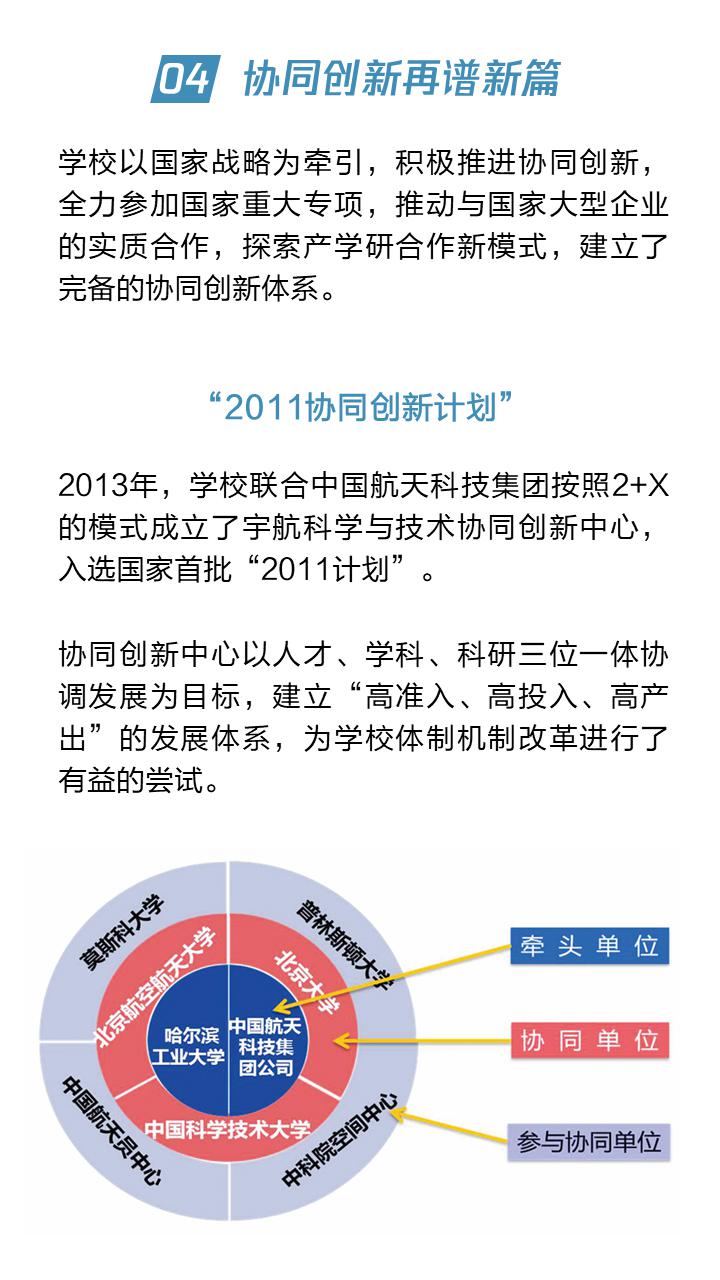 04 协同创新再谱新篇
学校以国家战略为牵引，积极推进协同创新，
全力参加国家重大专项，推动与国家大型企业
的实质合作，探索产学研合作新模式，建立了
完备的协同创新体系。
“2011协同创新计划”
2013年，学校联合中国航天科技集团按照2+X
的模式成立了宇航科学与技术协同创新中心，
入选国家首批“2011计划”。
协同创新中心以人才、学科、科研三位一体协
调发展为目标，建立“高准入、高投入、高产
出”的发展体系，为学校体制机制改革进行了
有益的尝试。
莫斯科大学
普林斯顿大学
北京航空航天大学
北京大学
哈尔滨
工业大学
中国航天
科技集
团公司
中国科学技术大学
中国航天员中心
中科院空间中心
牵头单位
协同单位
参与协同单位